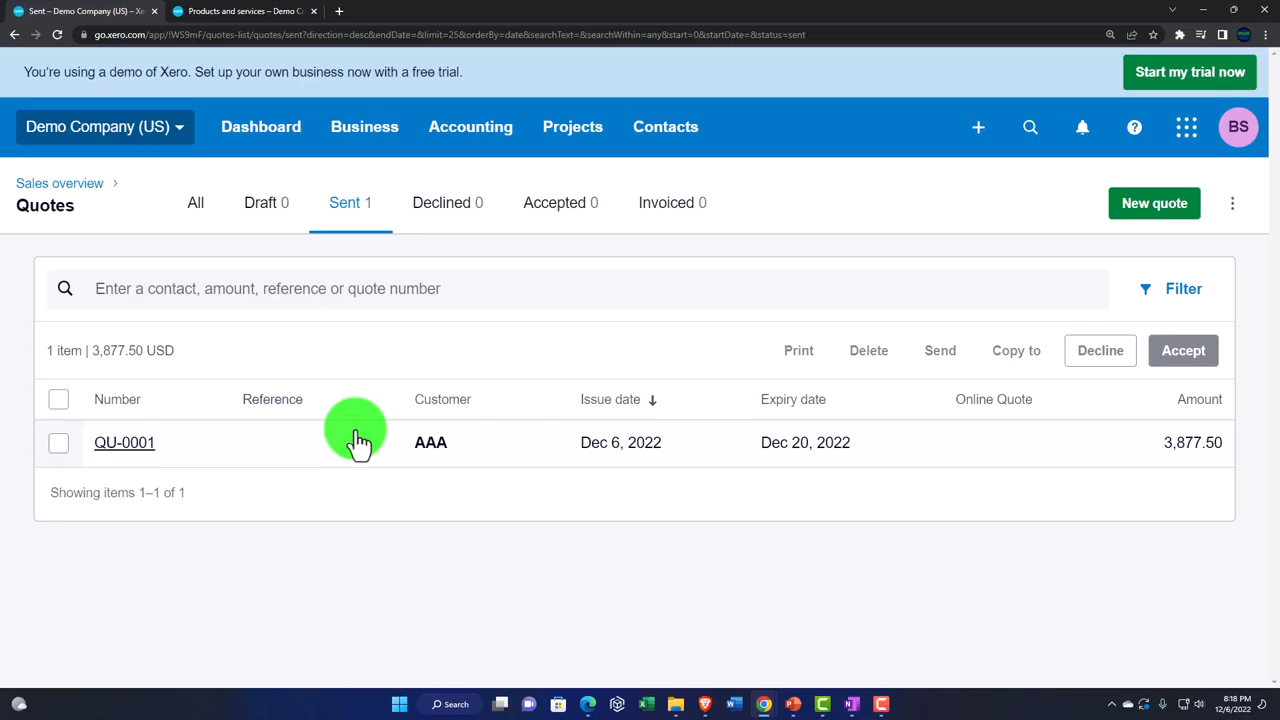 Sent – Demo Company (US) – Xe
Products and services – Demo C
go.xero.com/app/!WS9mF/quotes-list/quotes/sent?direction=desc&endDate=&limit=25&orderBy=date&searchText=&searchWithin=any&start=0&startDate=&status=sent
You're using a demo of Xero. Set up your own business now with a free trial.
Start my trial now
Demo Company (US)
Dashboard
Business
Accounting
Projects
Contacts
BS
Sales overview
Quotes
All
Draft 0
Sent 1
Declined 0
Accepted 0
Invoiced 0
New quote
Enter a contact, amount, reference or quote number
Filter
1 item | 3,877.50 USD
Print
Delete
Send
Copy to
Decline
Accept
Number
Reference
Customer
Issue date
Expiry date
Online Quote
Amount
QU-0001
AAA
Dec 6, 2022
Dec 20, 2022
3,877.50
Showing items 1–1 of 1
Search
8:18 PM
12/6/2022